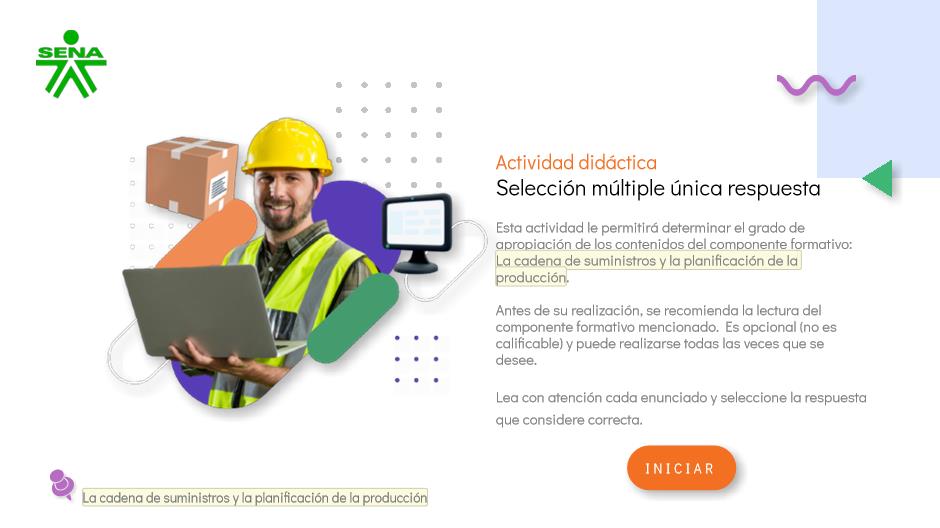 SENA
Actividad didáctica
Selección múltiple única respuesta
Esta actividad le permitirá determinar el grado de
apropiación de los contenidos del componente formativo:
La cadena de suministros y la planificación de la
producción.
Antes de su realización, se recomienda la lectura del
componente formativo mencionado. Es opcional (no es
calificable) y puede realizarse todas las veces que se
desee.
Lea con atención cada enunciado y seleccione la respuesta
que considere correcta.
INICIAR
La cadena de suministros y la planificación de la producción